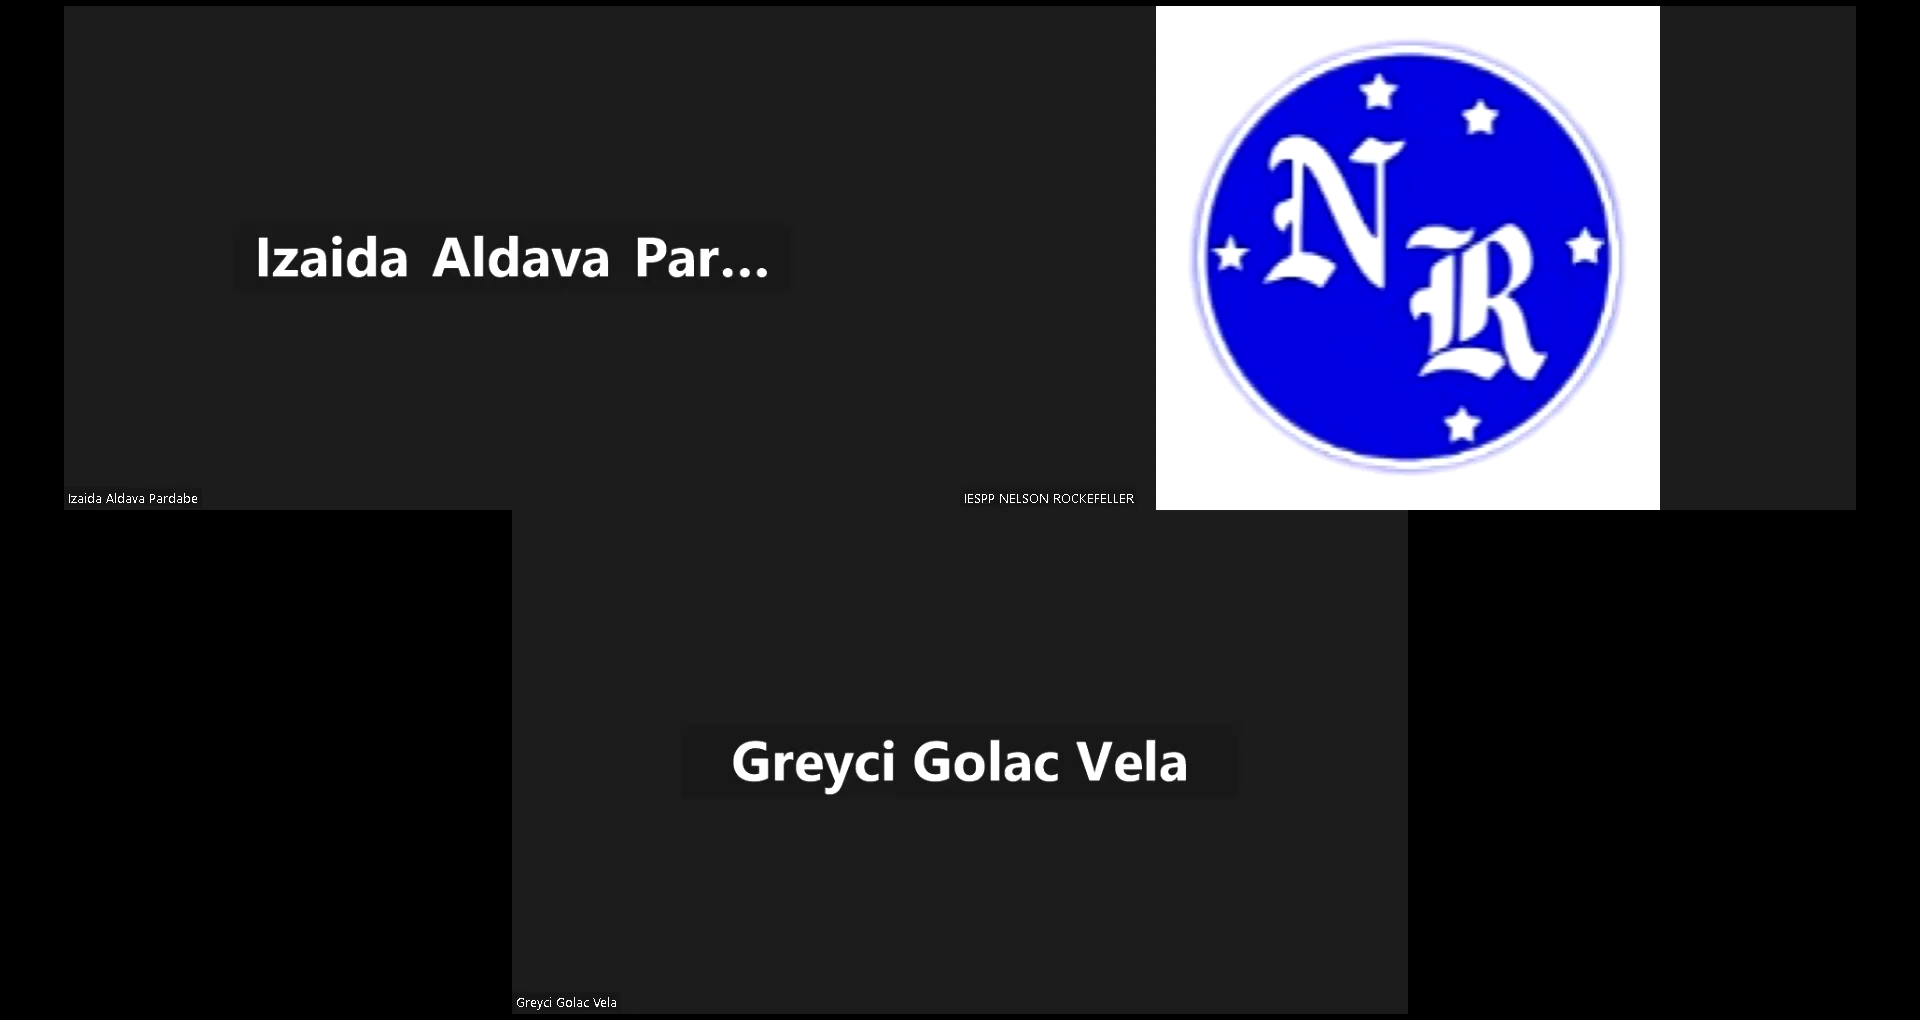 Izaida Aldava Par...
NR
Izaida Aldava Pardabe
IESPP NELSON ROCKEFELLER
Greyci Golac Vela
Greyci Golac Vela